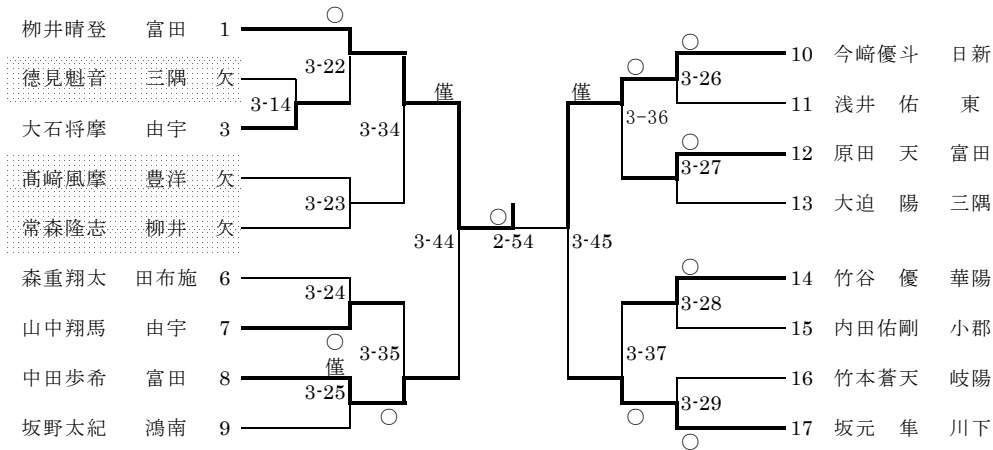 栁井晴登 富田 1
德見魁音 三隅 欠
大石将摩 由宇 3
髙﨑風摩 豊洋 欠
常森隆志 柳井 欠
森重翔太 田布施 6
山中翔馬 由宇 7
中田歩希 富田 8
坂野太紀 鴻南 9
○
3-22
3-14
3-34
3-23
3-24
○
3-35
僅
3-25
○
僅
3-44
○
2-54
僅
3-45
○
3-36
○
3-26
○
3-27
○
3-28
3-37
3-29
○
○
10 今﨑優斗 日新
11 浅井 佑 東
12 原田 天 富田
13 大迫 陽 三隅
14 竹谷 優 華陽
15 内田佑剛 小郡
16 竹本蒼天 岐陽
17 坂元 隼 川下